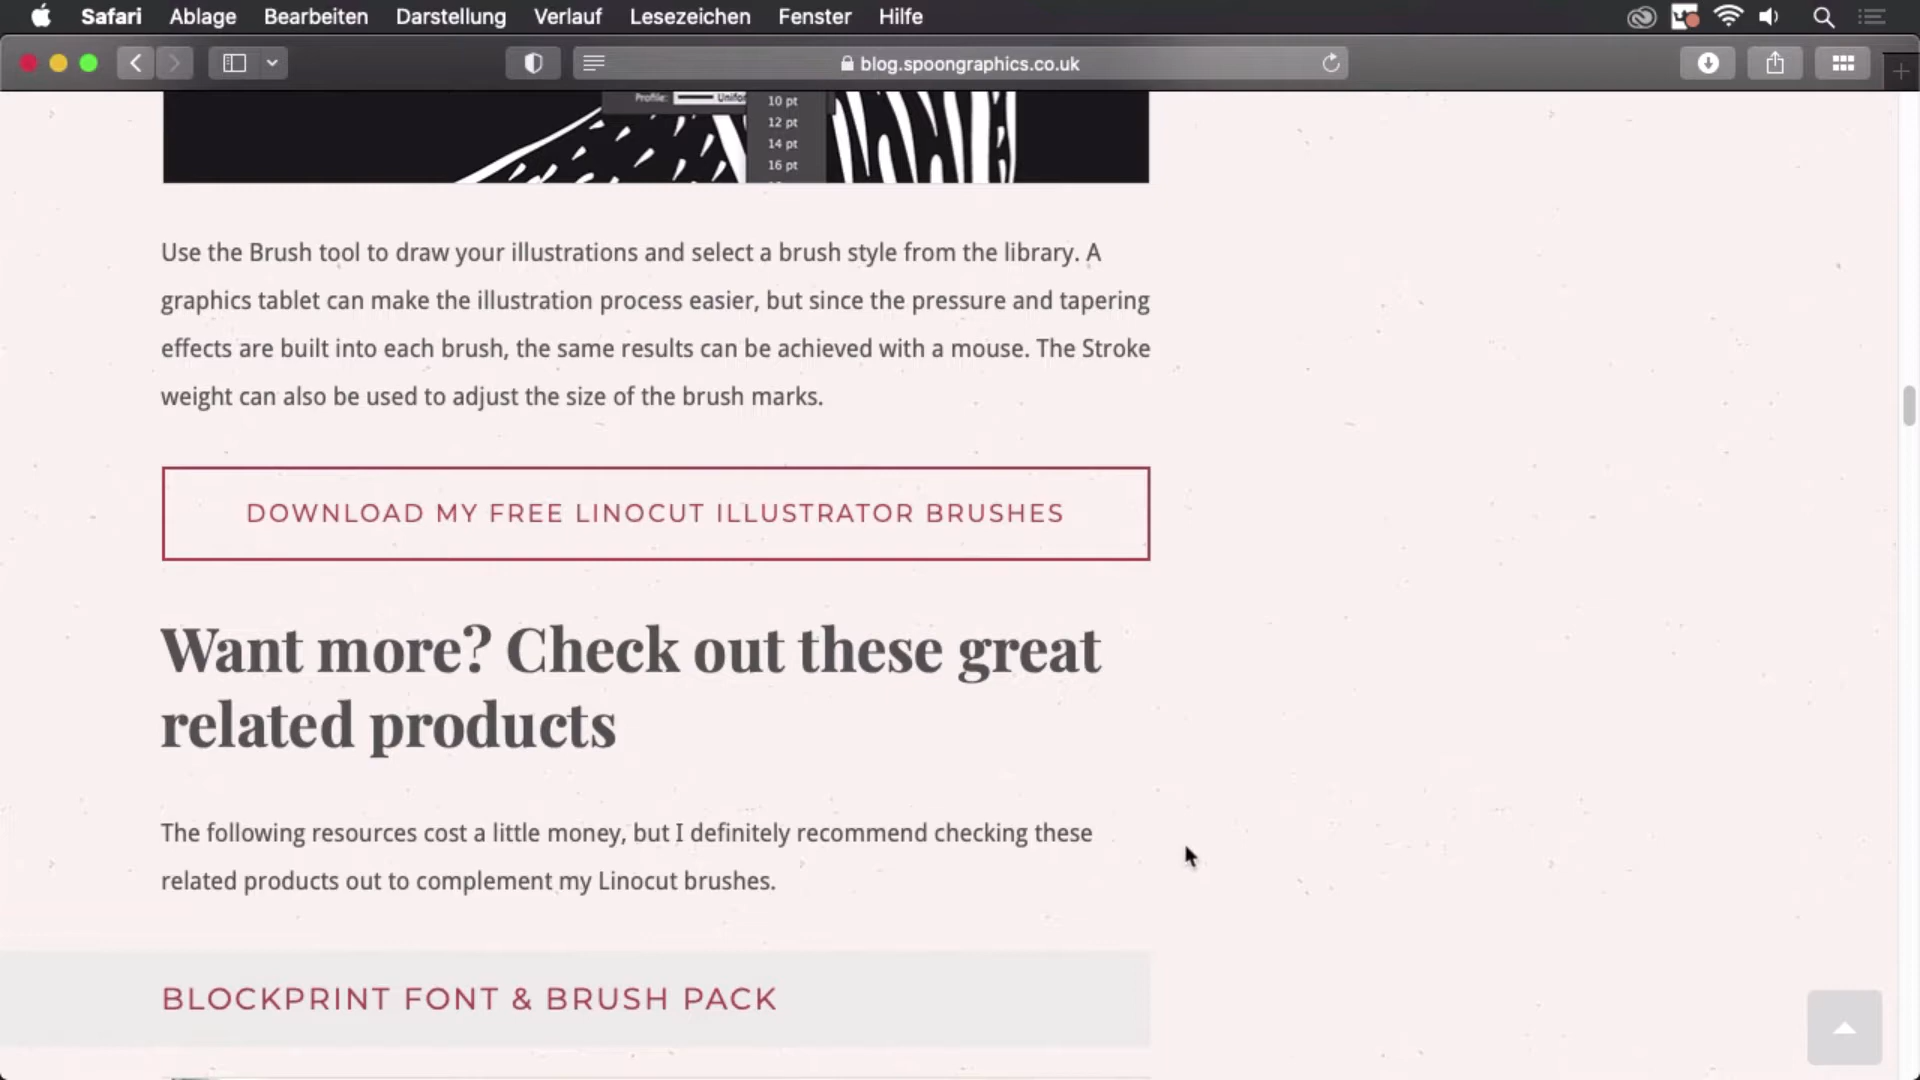 Safari Ablage Bearbeiten Darstellung Verlauf Lesezeichen Fenster Hilfe
blog.spoongraphics.co.uk
Profile:
10 pt
12 pt
14 pt
16 pt
Use the Brush tool to draw your illustrations and select a brush style from the library. A
graphics tablet can make the illustration process easier, but since the pressure and tapering
effects are built into each brush, the same results can be achieved with a mouse. The Stroke
weight can also be used to adjust the size of the brush marks.
DOWNLOAD MY FREE LINOCUT ILLUSTRATOR BRUSHES
Want more? Check out these great
related products
The following resources cost a little money, but I definitely recommend checking these
related products out to complement my Linocut brushes.
BLOCKPRINT FONT & BRUSH PACK